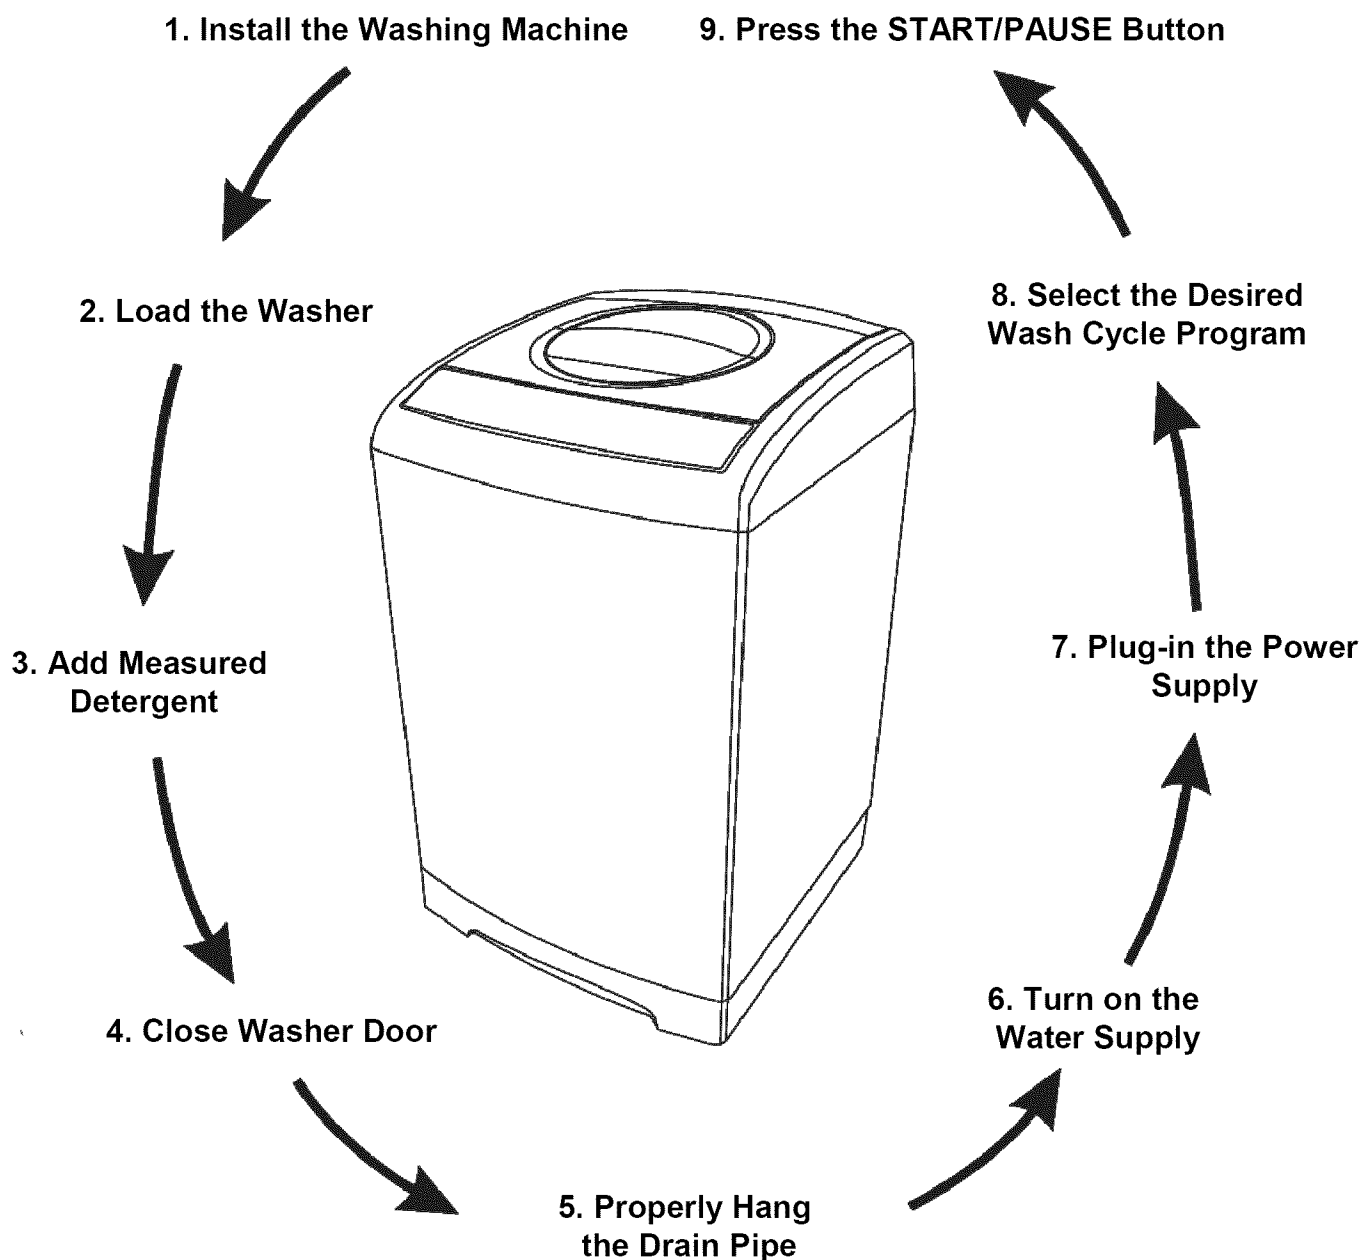 1. Install the Washing Machine
2. Load the Washer
3. Add Measured
Detergent
4. Close Washer Door
5. Properly Hang
the Drain Pipe
6. Turn on the
Water Supply
7. Plug-in the Power
Supply
8. Select the Desired
Wash Cycle Program
9. Press the START/PAUSE Button